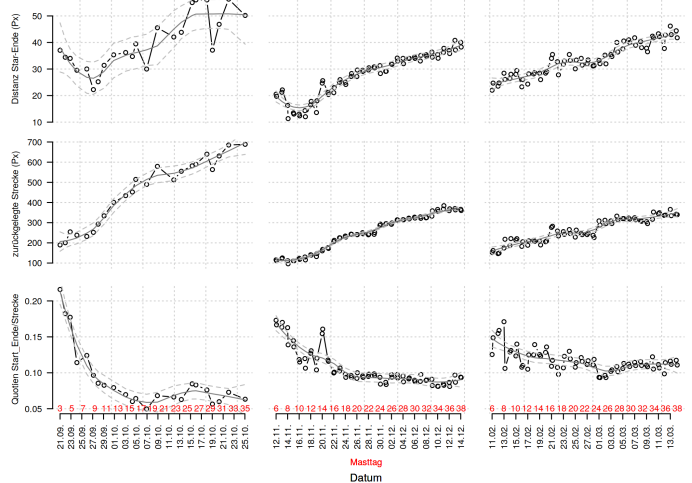 Distanz Star-Ende (Px)
50
40
30
20
10
zurückgelegte Strecke (Px)
700
600
500
400
300
200
100
Quotient Start_Ende/Strecke
0.20
0.15
0.10
0.05
3 5 7 9 11 13 15 17 19 21 23 25 27 29 31 33 35
6 8 10 12 14 16 18 20 22 24 26 28 30 32 34 36 38
6 8 10 12 14 16 18 20 22 24 26 28 30 32 34 36 38
21.09. 23.09. 25.09. 27.09. 29.09. 01.10. 03.10. 05.10. 07.10. 09.10. 11.10. 13.10. 15.10. 17.10. 19.10. 21.10. 23.10. 25.10.
12.11. 14.11. 16.11. 18.11. 20.11. 22.11. 24.11. 26.11. 28.11. 30.11. 02.12. 04.12. 06.12. 08.12. 10.12. 12.12. 14.12.
11.02. 13.02. 15.02. 17.02. 19.02. 21.02. 23.02. 25.02. 27.02. 01.03. 03.03. 05.03. 07.03. 09.03. 11.03. 13.03.
Masttag
Datum